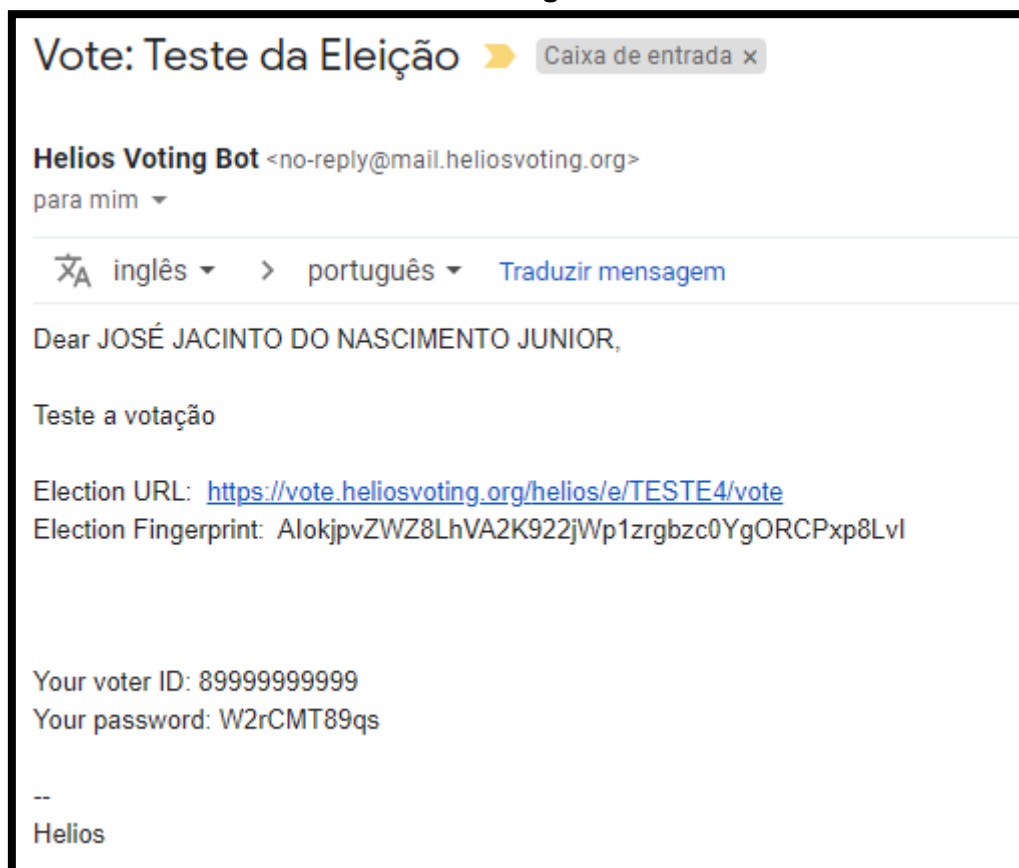 Vote: Teste da Eleição Caixa de entrada x
Helios Voting Bot <no-reply@mail.heliosvoting.org>
para mim
inglês > português Traduzir mensagem
Dear JOSÉ JACINTO DO NASCIMENTO JUNIOR,
Teste a votação
Election URL: https://vote.heliosvoting.org/helios/e/TESTE4/vote
Election Fingerprint: AlokjpvZWZ8LhVA2K922jWp1zrgbzc0YgORCPxp8LvI
Your voter ID: 89999999999
Your password: W2rCMT89qs
--
Helios